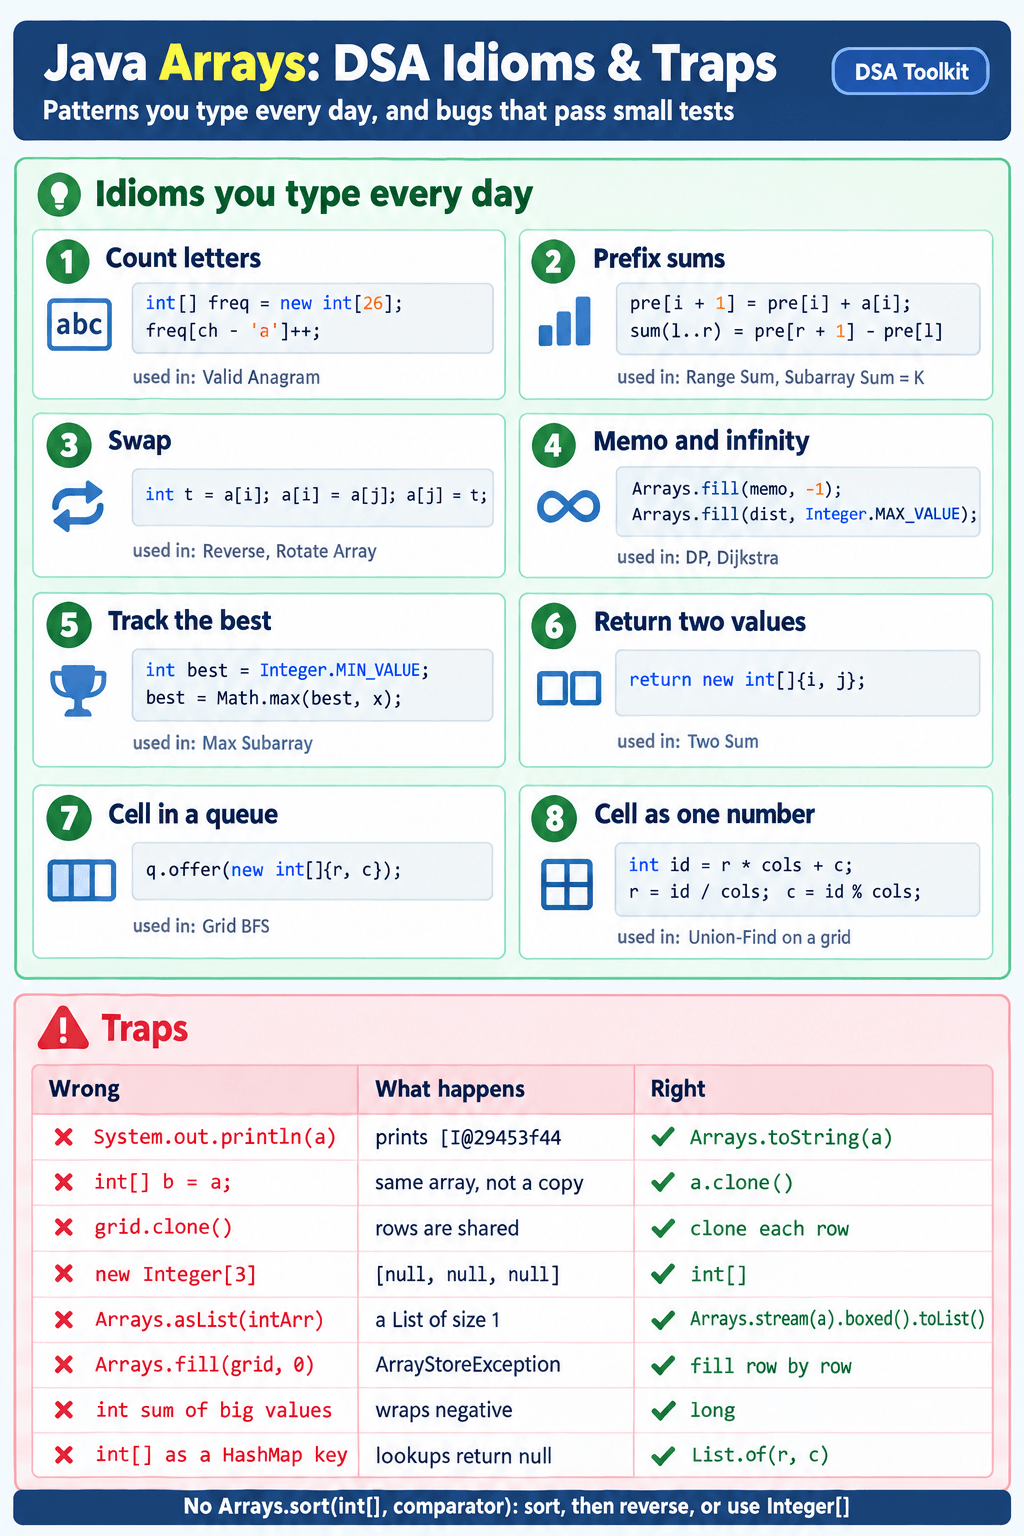 Java Arrays: DSA Idioms & Traps
DSA Toolkit
Patterns you type every day, and bugs that pass small tests
Idioms you type every day
1 Count letters
abc
int[] freq = new int[26];
freq[ch - 'a']++;
used in: Valid Anagram
2 Prefix sums
pre[i + 1] = pre[i] + a[i];
sum(l..r) = pre[r + 1] - pre[l]
used in: Range Sum, Subarray Sum = K
3 Swap
int t = a[i]; a[i] = a[j]; a[j] = t;
used in: Reverse, Rotate Array
4 Memo and infinity
Arrays.fill(memo, -1);
Arrays.fill(dist, Integer.MAX_VALUE);
used in: DP, Dijkstra
5 Track the best
int best = Integer.MIN_VALUE;
best = Math.max(best, x);
used in: Max Subarray
6 Return two values
return new int[]{i, j};
used in: Two Sum
7 Cell in a queue
q.offer(new int[]{r, c});
used in: Grid BFS
8 Cell as one number
int id = r * cols + c;
r = id / cols; c = id % cols;
used in: Union-Find on a grid
Traps
Wrong What happens Right
System.out.println(a) prints [I@29453f44 Arrays.toString(a)
int[] b = a; same array, not a copy a.clone()
grid.clone() rows are shared clone each row
new Integer[3] [null, null, null] int[]
Arrays.asList(intArr) a List of size 1 Arrays.stream(a).boxed().toList()
Arrays.fill(grid, 0) ArrayStoreException fill row by row
int sum of big values wraps negative long
int[] as a HashMap key lookups return null List.of(r, c)
No Arrays.sort(int[], comparator): sort, then reverse, or use Integer[]